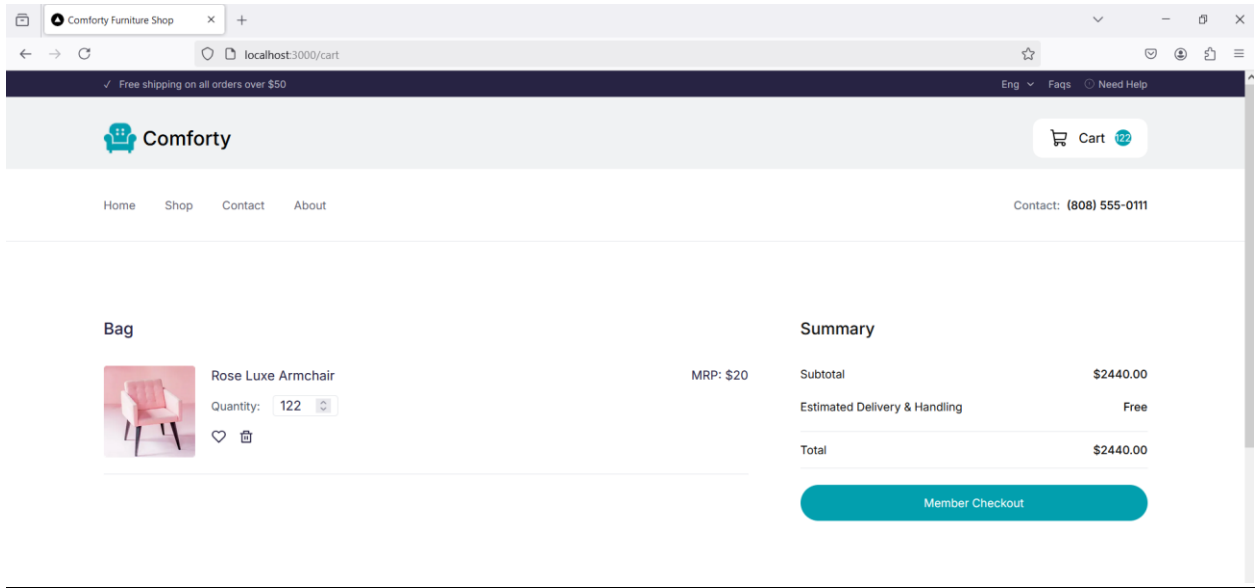 Comforty Furniture Shop
localhost:3000/cart
✓ Free shipping on all orders over $50
Eng Faqs Need Help
Comforty
Cart 122
Home Shop Contact About
Contact: (808) 555-0111
Bag
Rose Luxe Armchair
MRP: $20
Quantity: 122
Summary
Subtotal $2440.00
Estimated Delivery & Handling Free
Total $2440.00
Member Checkout